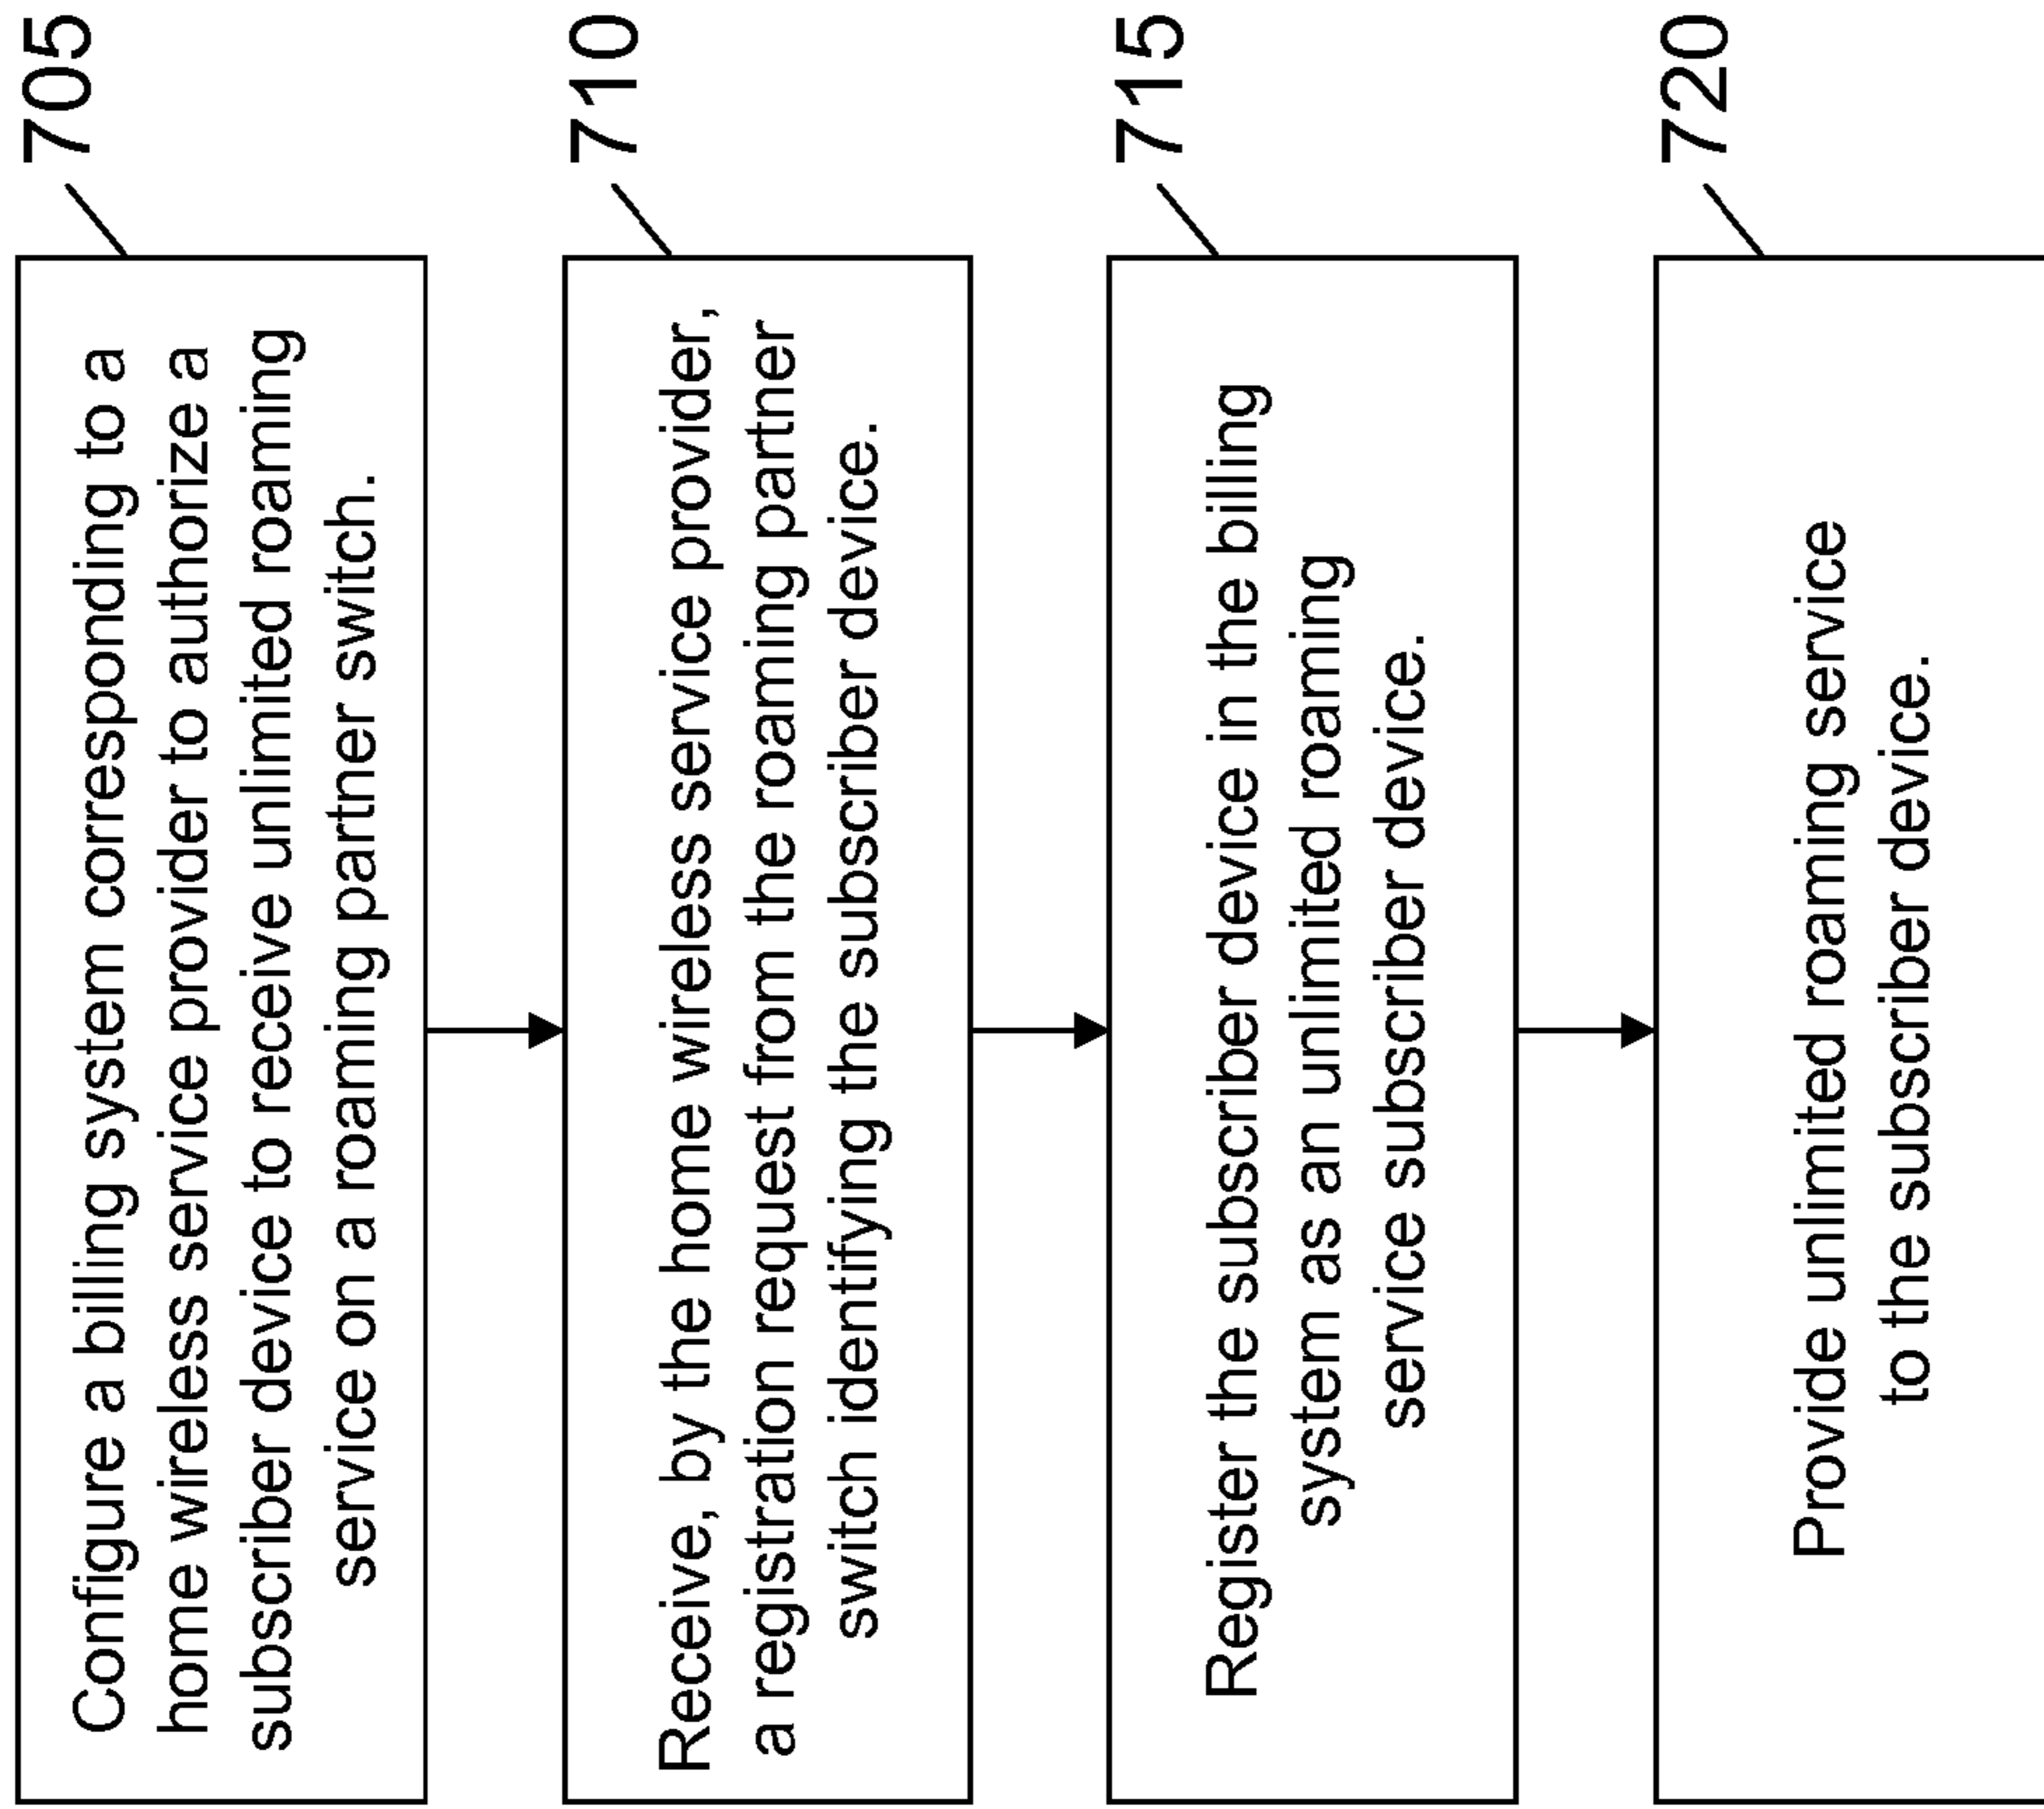 705
Configure a billing system corresponding to a
home wireless service provider to authorize a
subscriber device to receive unlimited roaming
service on a roaming partner switch.
710
Receive, by the home wireless service provider,
a registration request from the roaming partner
switch identifying the subscriber device.
715
Register the subscriber device in the billing
system as an unlimited roaming
service subscriber device.
720
Provide unlimited roaming service
to the subscriber device.